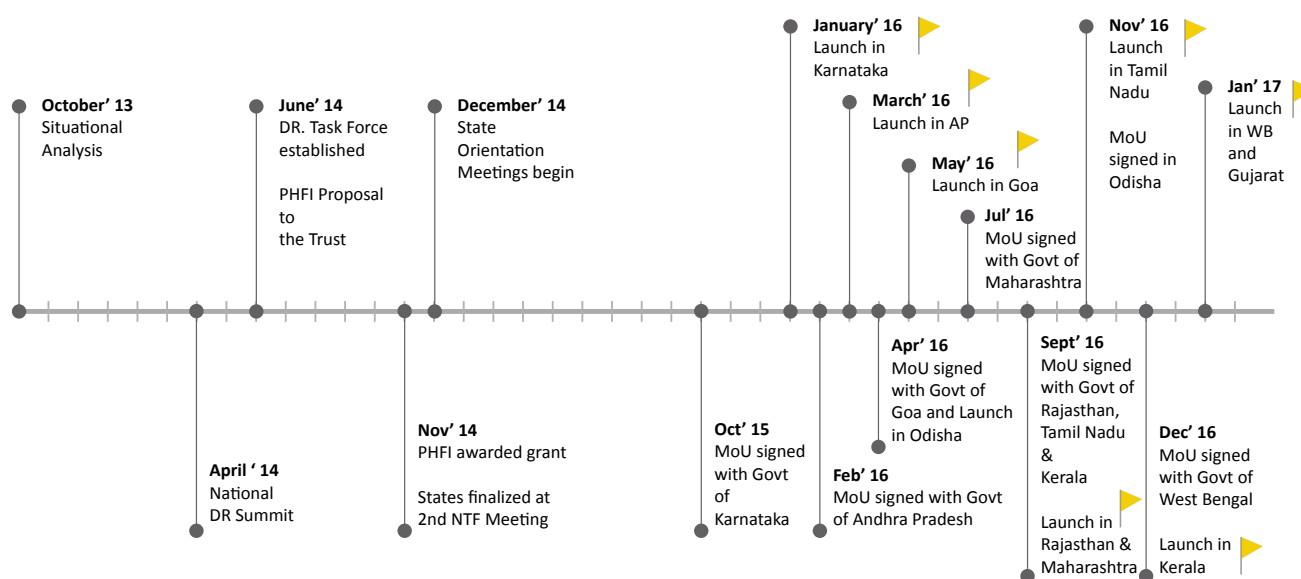 October' 13
Situational
Analysis
April ‘ 14
National
DR Summit
June' 14
DR. Task Force
established
PHFI Proposal
to
the Trust
Nov' 14
PHFI awarded grant
States finalized at
2nd NTF Meeting
December' 14
State
Orientation
Meetings begin
Oct' 15
MoU signed
with Govt
of
Karnataka
January' 16
Launch in
Karnataka
Feb' 16
MoU signed with Govt
of Andhra Pradesh
March' 16
Launch in AP
Apr' 16
MoU signed
with Govt of
Goa and Launch
in Odisha
May' 16
Launch in Goa
Jul' 16
MoU signed
with Govt of
Maharashtra
Sept' 16
MoU signed
with Govt of
Rajasthan,
Tamil Nadu
&
Kerala
Launch in
Rajasthan &
Maharashtra
Nov' 16
Launch
in Tamil
Nadu
MoU
signed in
Odisha
Dec' 16
MoU signed
with Govt of
West Bengal
Launch in
Kerala
Jan' 17
Launch
in WB
and
Gujarat